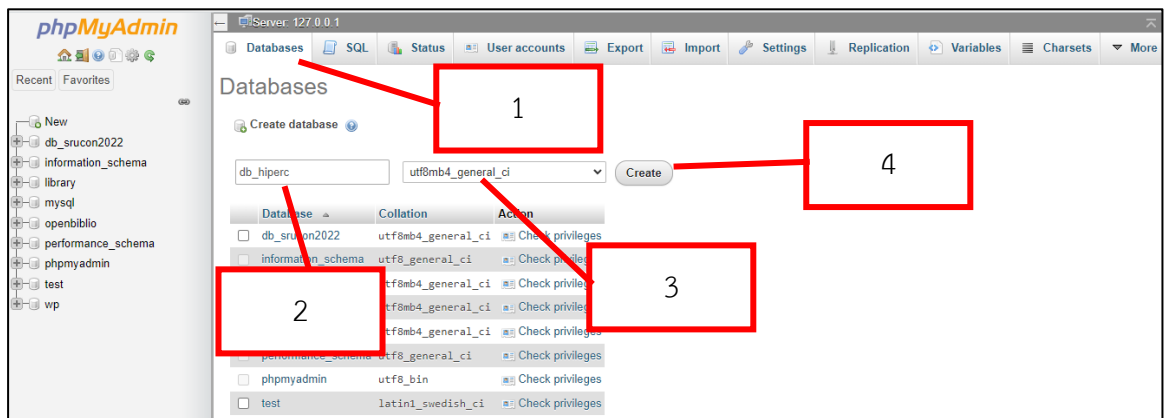 phpMyAdmin
Recent Favorites
New
db_srucon2022
information_schema
library
mysql
openbiblio
performance_schema
phpmyadmin
test
wp
Server: 127.0.0.1
Databases SQL Status User accounts Export Import Settings Replication Variables Charsets More
Databases
1
Create database
db_hiperc utf8mb4_general_ci Create
4
Database Collation Action
db_srucon2022 utf8mb4_general_ci Check privileges
information_schema utf8_general_ci Check privileges
tf8mb4_general_ci Check privileges
2
3
tf8mb4_general_ci Check privileges
tf8mb4_general_ci Check privileges
performance_schema utf8_general_ci Check privileges
phpmyadmin utf8_bin Check privileges
test latin1_swedish_ci Check privileges